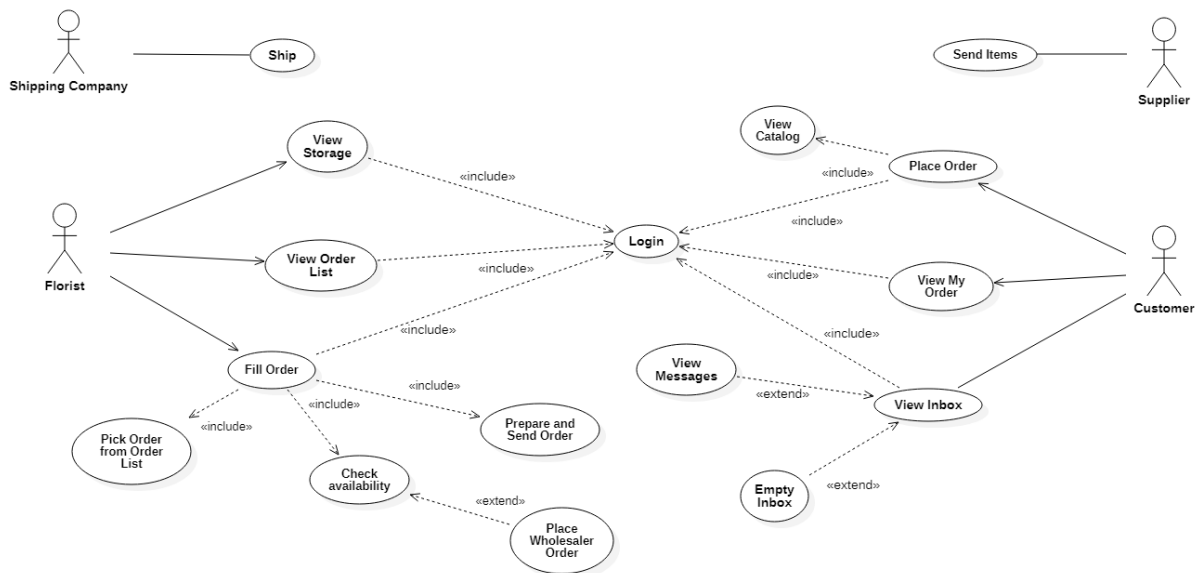 Ship
Send Items
Shipping Company
Supplier
View
Storage
View
Catalog
Place Order
«include»
«include»
«include»
Login
View Order
List
«include»
«include»
View My
Order
Florist
Customer
«include»
«include»
Fill Order
View
Messages
«include»
«include»
«extend»
View Inbox
«include»
Pick Order
from Order
List
Prepare and
Send Order
Check
availability
«extend»
Empty
Inbox
«extend»
Place
Wholesaler
Order